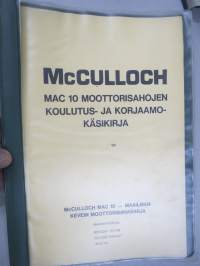 McCULLOCH
MAC 10 MOOTTORISAHOJEN
KOULUTUS- JA KORJAAMO-
KÄSIKIRJA
McCULLOCH MAC 10 — MAAILMAN
KEVEIN MOOTTORISAHASARJA